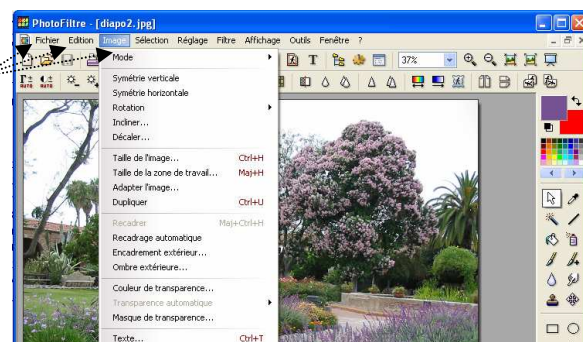 PhotoFiltre - [diapo2.jpg]
Fichier Edition Image Sélection Réglage Filtre Affichage Outils Fenêtre ?
T 37%
AUTO AUTO
Mode
Symétrie verticale
Symétrie horizontale
Rotation
Incliner...
Décaler...
Taille de l'image... Ctrl+H
Taille de la zone de travail... Maj+H
Adapter l'image...
Dupliquer Ctrl+U
Recadrer Maj+Ctrl+H
Recadrage automatique
Encadrement extérieur...
Ombre extérieure...
Couleur de transparence...
Transparence automatique
Masque de transparence...
Texte... Ctrl+T